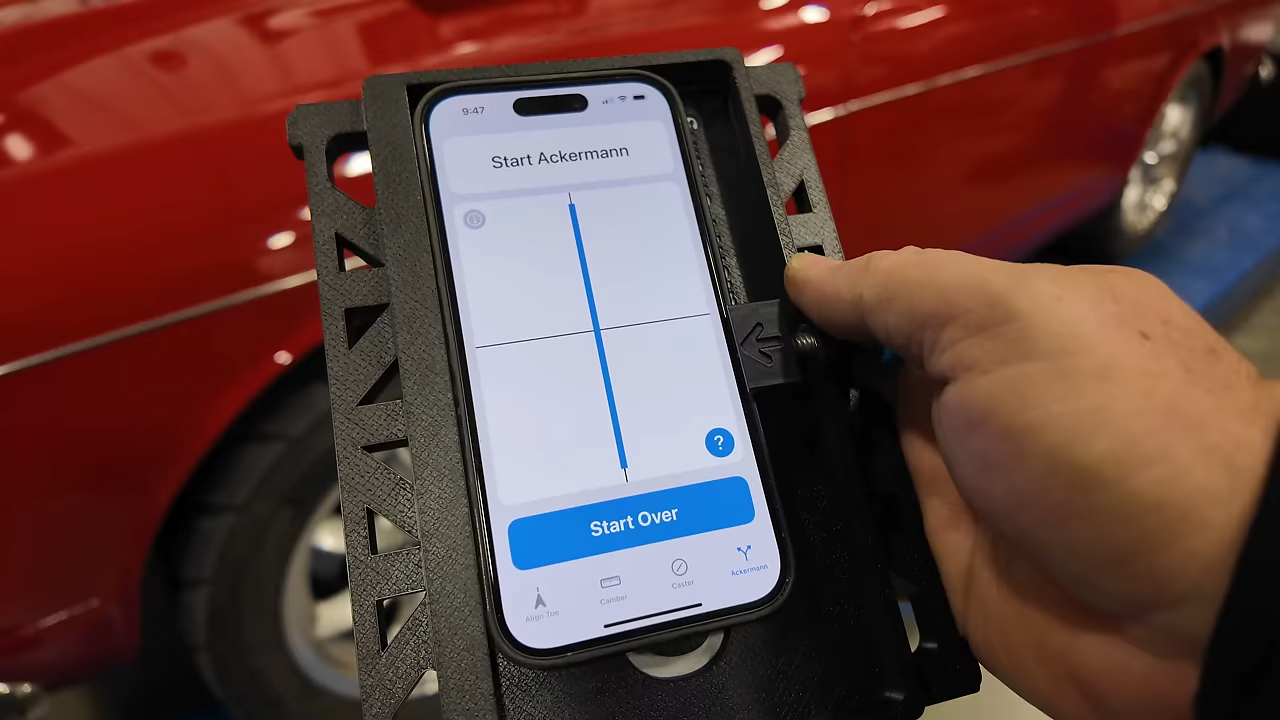 9:47
Start Ackermann
?
Start Over
Align Toe
Camber
Caster
Ackermann